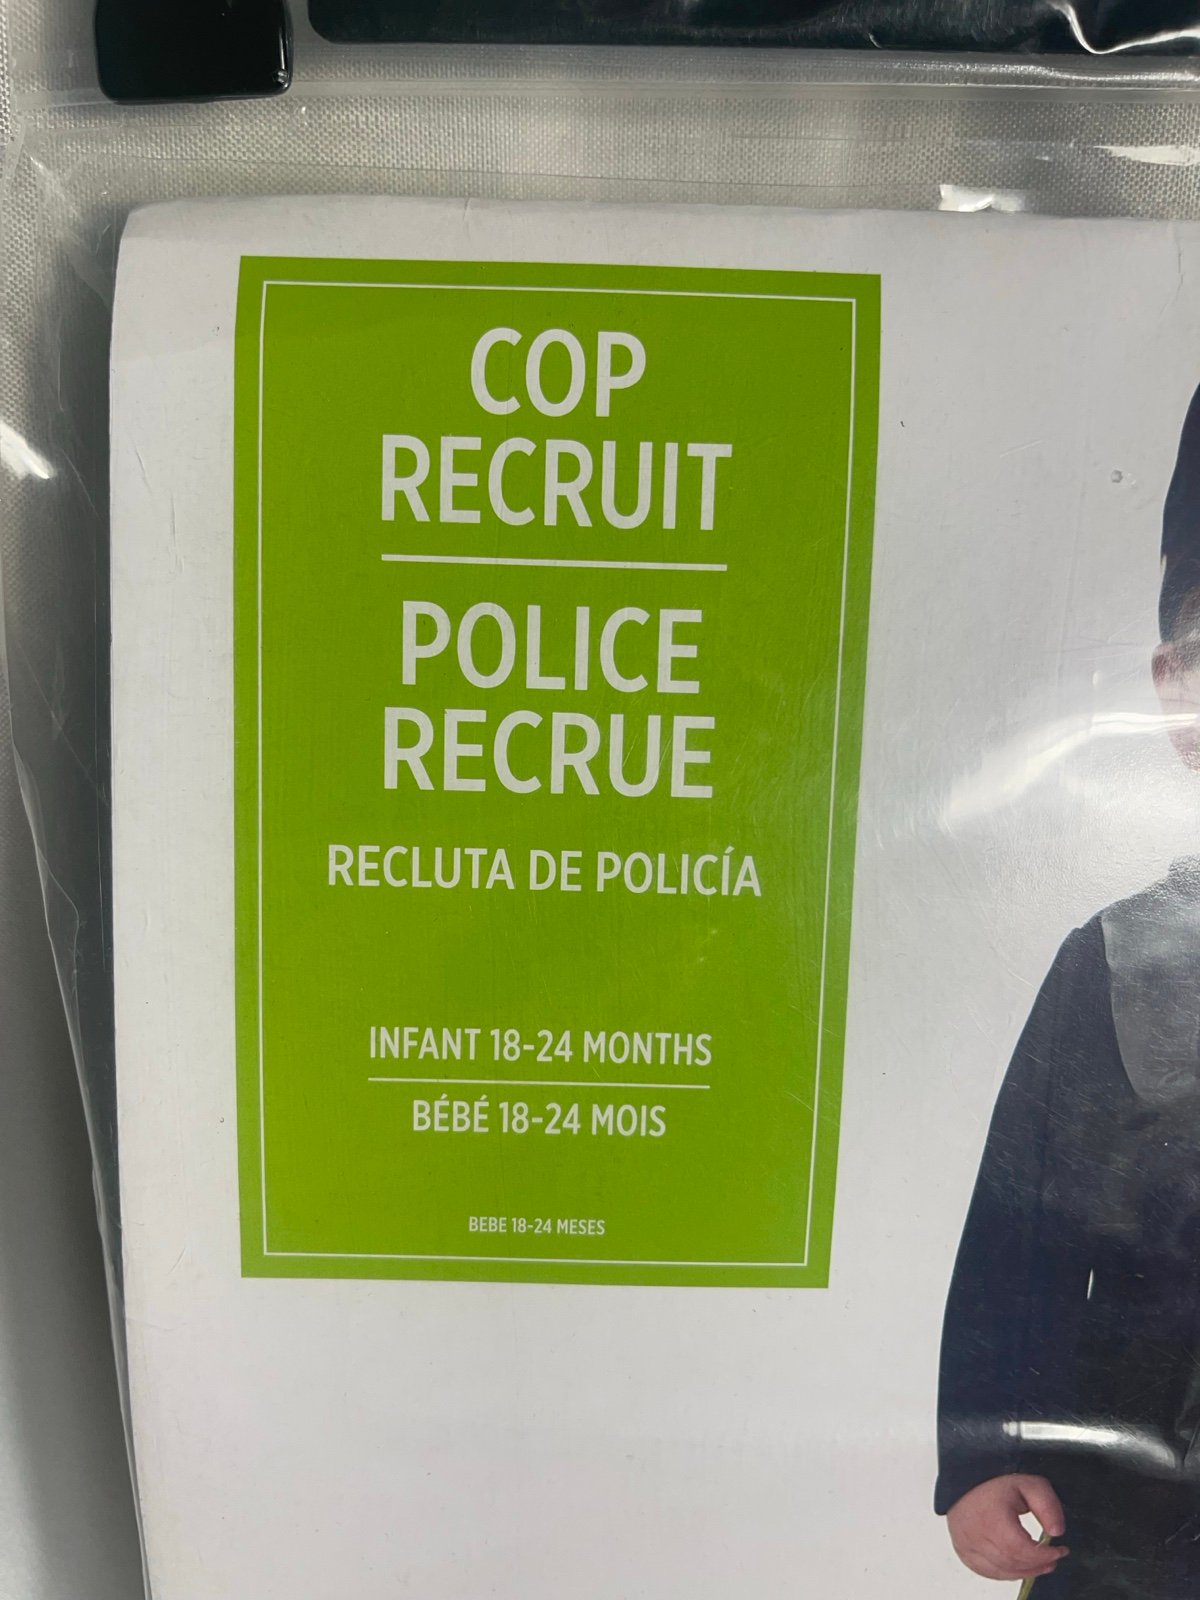 COP
RECRUIT
POLICE
RECRUE
RECLUTA DE POLICÍA
INFANT 18-24 MONTHS
BÉBÉ 18-24 MOIS
BEBE 18-24 MESES